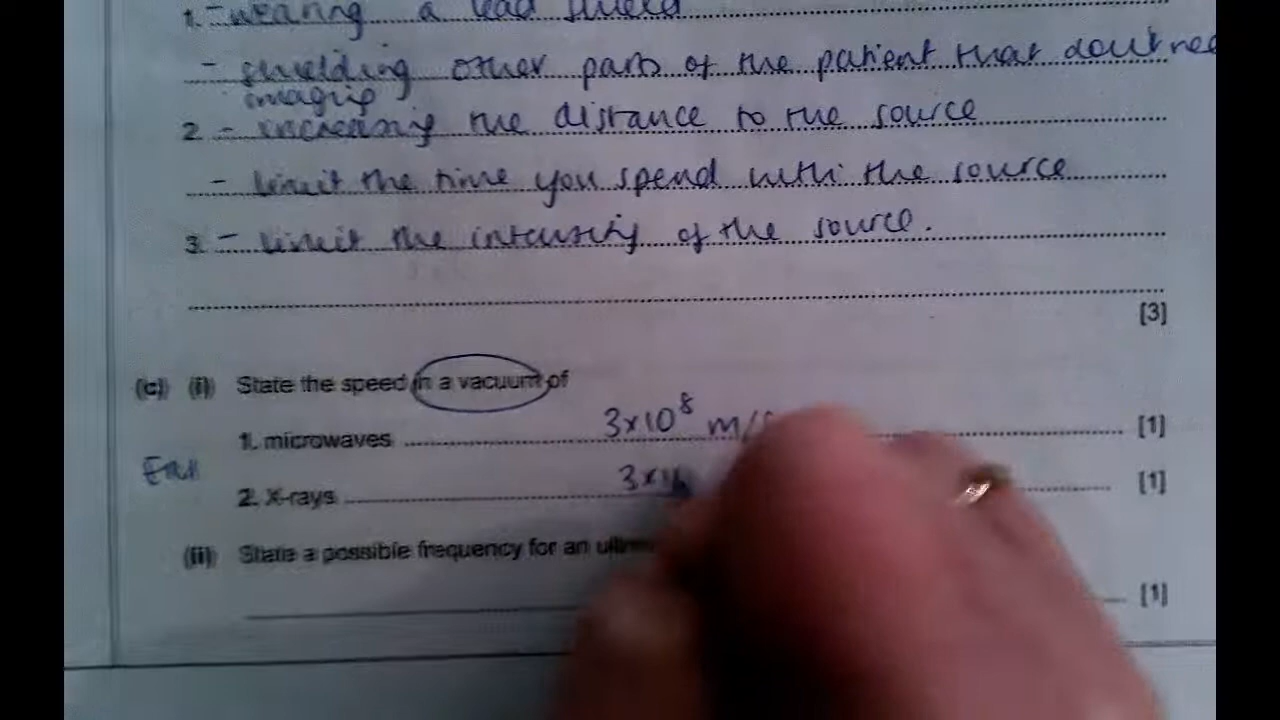 1. - wearing a lead shield
- shielding other parts of the patient that
imaging
2 - increasing the distance to the source
- limit the time you spend with the source
3 - limit the intensity of the source.
[3]
(c) (i) State the speed in a vacuum of
1. microwaves 3x10⁸ m/ [1]
2. X-rays 3x1 [1]
(ii) State a possible frequency for an
[1]